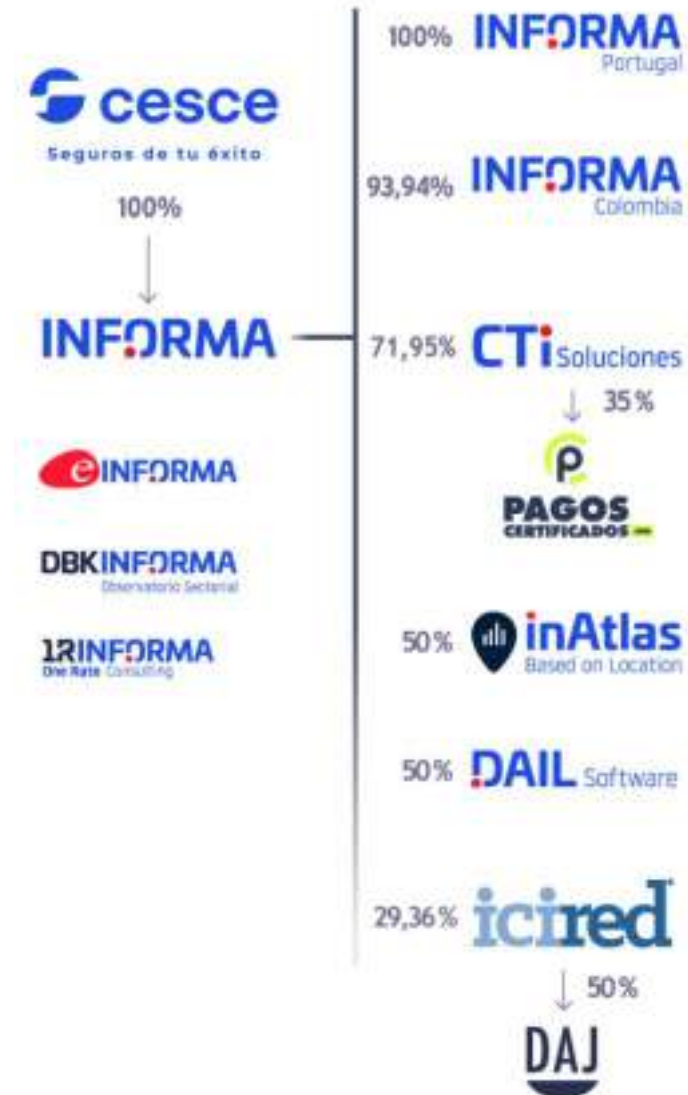 cesce
Seguros de tu éxito
100%
INFORMA
eINFORMA
DBKINFORMA
Observatorio Sectorial
1RINFORMA
One Rate Consulting
100% INFORMA
Portugal
93,94% INFORMA
Colombia
71,95% CTi Soluciones
35%
PAGOS
CERTIFICADOS
50% inAtlas
Based on Location
50% DAIL Software
29,36% icired
50%
DAJ